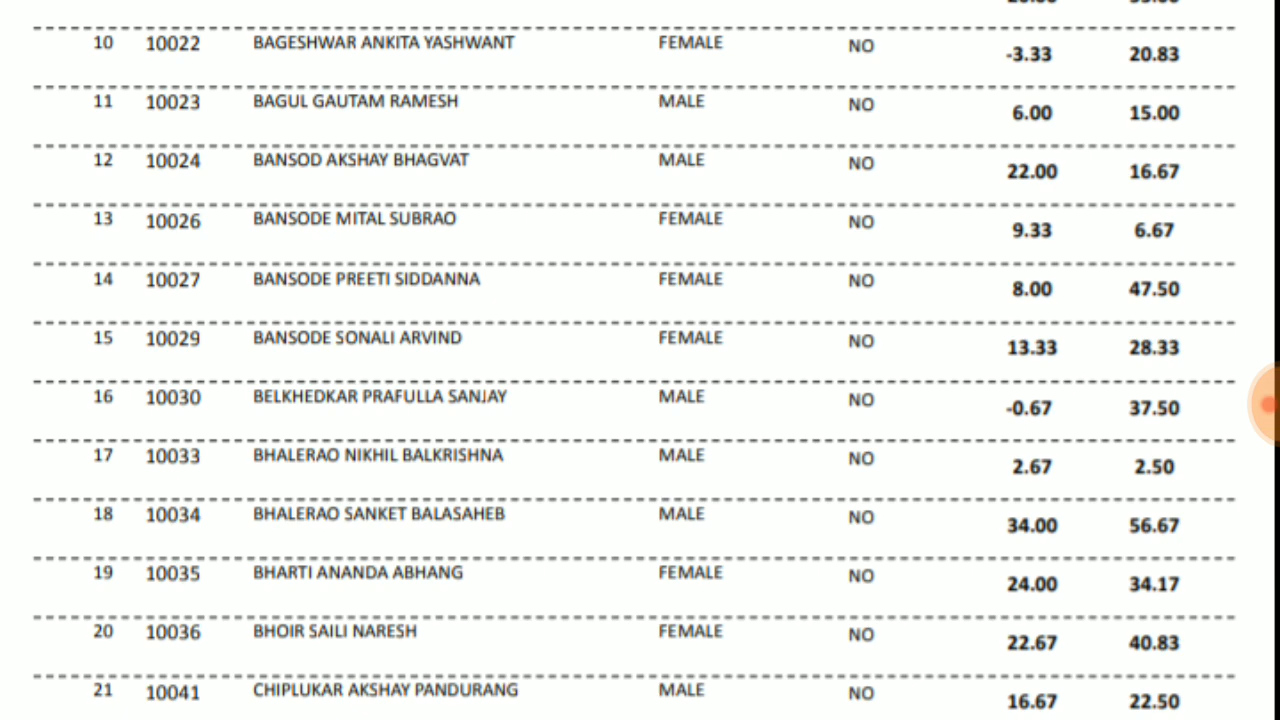 10 10022 BAGESHWAR ANKITA YASHWANT FEMALE NO -3.33 20.83
11 10023 BAGUL GAUTAM RAMESH MALE NO 6.00 15.00
12 10024 BANSOD AKSHAY BHAGVAT MALE NO 22.00 16.67
13 10026 BANSODE MITAL SUBRAO FEMALE NO 9.33 6.67
14 10027 BANSODE PREETI SIDDANNA FEMALE NO 8.00 47.50
15 10029 BANSODE SONALI ARVIND FEMALE NO 13.33 28.33
16 10030 BELKHEDKAR PRAFULLA SANJAY MALE NO -0.67 37.50
17 10033 BHALERAO NIKHIL BALKRISHNA MALE NO 2.67 2.50
18 10034 BHALERAO SANKET BALASAHEB MALE NO 34.00 56.67
19 10035 BHARTI ANANDA ABHANG FEMALE NO 24.00 34.17
20 10036 BHOIR SAILI NARESH FEMALE NO 22.67 40.83
21 10041 CHIPLUKAR AKSHAY PANDURANG MALE NO 16.67 22.50